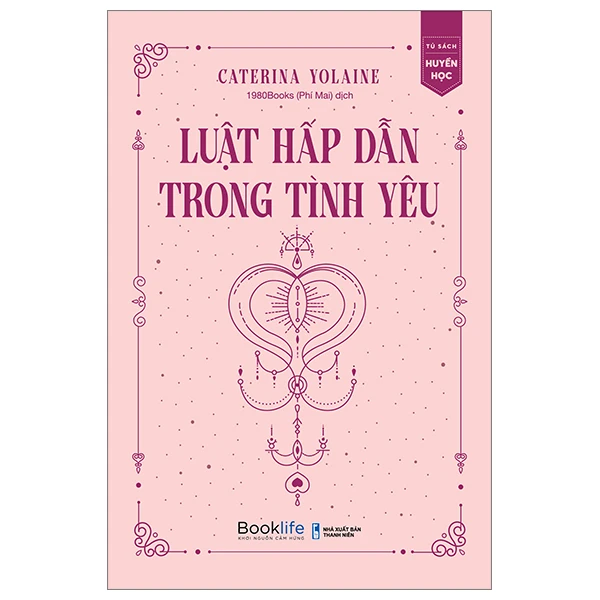 TỦ SÁCH
HUYỀN
HỌC
CATERINA YOLAINE
1980Books (Phí Mai) dịch
LUẬT HẤP DẪN
TRONG TÌNH YÊU
Booklife
KHƠI NGUỒN CẢM HỨNG
NHÀ XUẤT BẢN
THANH NIÊN